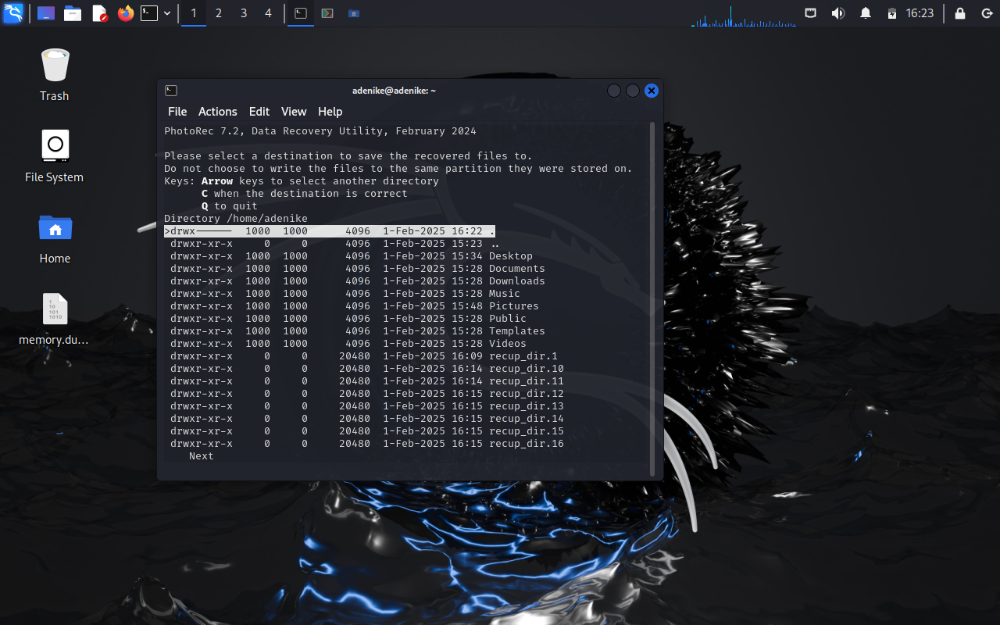 1 2 3 4 16:23
Trash
File System
Home
memory.du...
adenike@adenike: ~
File Actions Edit View Help
PhotoRec 7.2, Data Recovery Utility, February 2024
Please select a destination to save the recovered files to.
Do not choose to write the files to the same partition they were stored on.
Keys: Arrow keys to select another directory
C when the destination is correct
Q to quit
Directory /home/adenike
>drwx------ 1000 1000 4096 1-Feb-2025 16:22 .
drwxr-xr-x 0 0 4096 1-Feb-2025 15:23 ..
drwxr-xr-x 1000 1000 4096 1-Feb-2025 15:34 Desktop
drwxr-xr-x 1000 1000 4096 1-Feb-2025 15:28 Documents
drwxr-xr-x 1000 1000 4096 1-Feb-2025 15:28 Downloads
drwxr-xr-x 1000 1000 4096 1-Feb-2025 15:28 Music
drwxr-xr-x 1000 1000 4096 1-Feb-2025 15:48 Pictures
drwxr-xr-x 1000 1000 4096 1-Feb-2025 15:28 Public
drwxr-xr-x 1000 1000 4096 1-Feb-2025 15:28 Templates
drwxr-xr-x 1000 1000 4096 1-Feb-2025 15:28 Videos
drwxr-xr-x 0 0 20480 1-Feb-2025 16:09 recup_dir.1
drwxr-xr-x 0 0 20480 1-Feb-2025 16:14 recup_dir.10
drwxr-xr-x 0 0 20480 1-Feb-2025 16:14 recup_dir.11
drwxr-xr-x 0 0 20480 1-Feb-2025 16:15 recup_dir.12
drwxr-xr-x 0 0 20480 1-Feb-2025 16:15 recup_dir.13
drwxr-xr-x 0 0 20480 1-Feb-2025 16:15 recup_dir.14
drwxr-xr-x 0 0 20480 1-Feb-2025 16:15 recup_dir.15
drwxr-xr-x 0 0 20480 1-Feb-2025 16:15 recup_dir.16
Next
1
10
101
1010